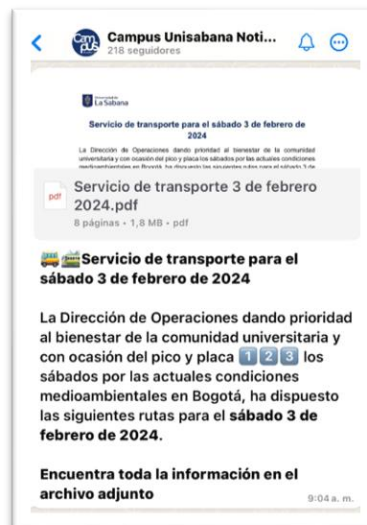 Campus Unisabana Noti...
218 seguidores
Universidad de
La Sabana
Servicio de transporte para el sábado 3 de febrero de
2024
La Dirección de Operaciones dando prioridad al bienestar de la comunidad
universitaria y con ocasión del pico y placa los sábados por las actuales condiciones
medioambientales en Bogotá, ha dispuesto las siguientes rutas para el sábado 3 de
pdf
Servicio de transporte 3 de febrero
2024.pdf
8 páginas • 1,8 MB • pdf
🚌🚞Servicio de transporte para el
sábado 3 de febrero de 2024
La Dirección de Operaciones dando prioridad
al bienestar de la comunidad universitaria y
con ocasión del pico y placa 1️⃣2️⃣3️⃣ los
sábados por las actuales condiciones
medioambientales en Bogotá, ha dispuesto
las siguientes rutas para el sábado 3 de
febrero de 2024.
Encuentra toda la información en el
archivo adjunto
9:04 a. m.